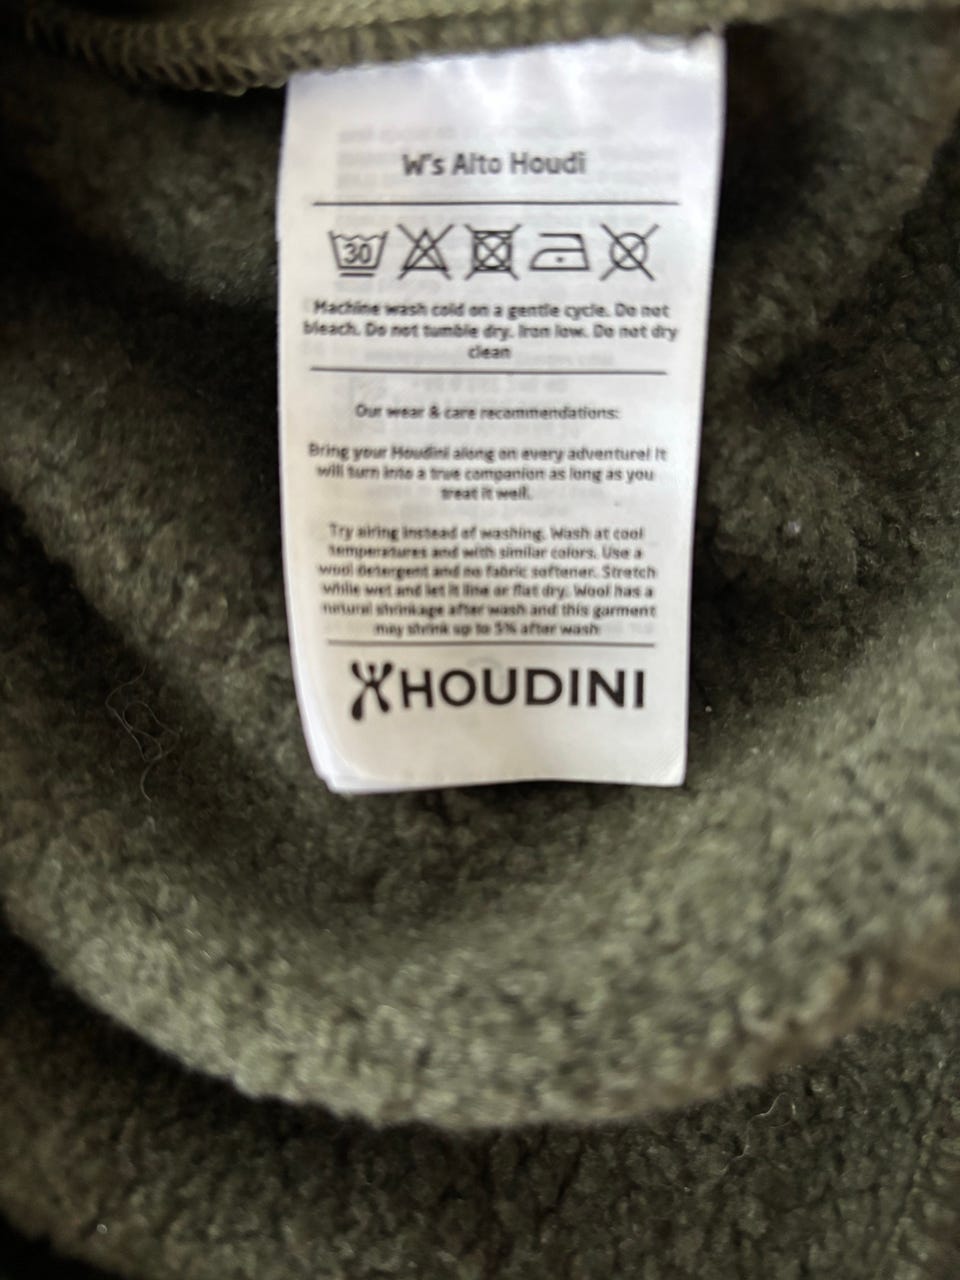 W's Alto Houdi
30
Machine wash cold on a gentle cycle. Do not
bleach. Do not tumble dry. Iron low. Do not dry
clean
Our wear & care recommendations:
Bring your Houdini along on every adventure! It
will turn into a true companion as long as you
treat it well.
Try airing instead of washing. Wash at cool
temperatures and with similar colors. Use a
wool detergent and no fabric softener. Stretch
while wet and let it line or flat dry. Wool has a
natural shrinkage after wash and this garment
may shrink up to 5% after wash
HOUDINI